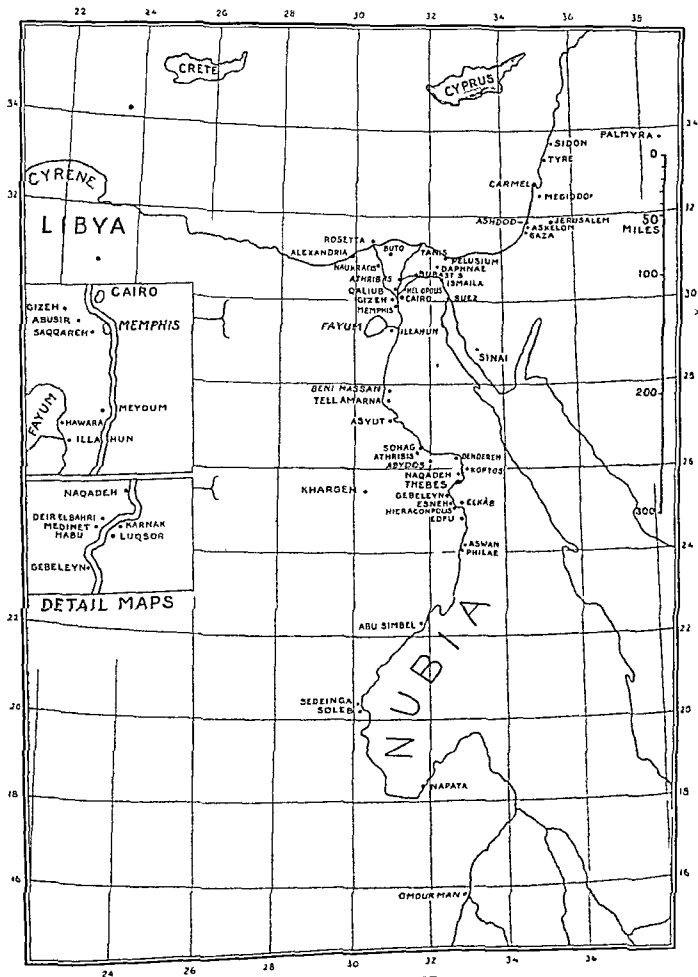 22 24 26 28 30 32 34 36 38
CRETE
CYPRUS
34 34
PALMYRA
SIDON
0
TYRE
CYRENE
CARMEL
32 32
MEGIDDO
LIBYA
ASHDOD
JERUSALEM
50
ASKELON
MILES
GAZA
ROSETTA
BUTO
TANIS
ALEXANDRIA
PELUSIUM
NAUKRATIS
DAPHNAE
ATHRIBIS
BUBASTIS
100
ISMAILA
QALIUB
HELIOPOLIS
30
GIZEH
CAIRO
SUEZ
MEMPHIS
FAYUM
ILLAHUN
SINAI
28
BENI HASSAN
200
TELL AMARNA
ASYUT
SOHAG
ATHRIBIS
DENDEREH
ABYDOS
KOPTOS
26
NAQADEH
THEBES
KHARGEH
GEBELEYN
ESNEH
ELKÂB
HIERACONPOLIS
300
EDFU
ASWAN
24
PHILAE
CAIRO
GIZEH
ABUSIR
MEMPHIS
SAQQAREH
FAYUM
MEYDUM
HAWARA
ILLAHUN
NAQADEH
DEIR EL BAHRI
MEDINET
KARNAK
HABU
LUQSOR
GEBELEYN
DETAIL MAPS
22 22
ABU SIMBEL
NUBIA
SEDEINGA
SOLEB
20 20
NAPATA
18 18
16 16
OMDURMAN
24 26 28 30 32 34 36 38